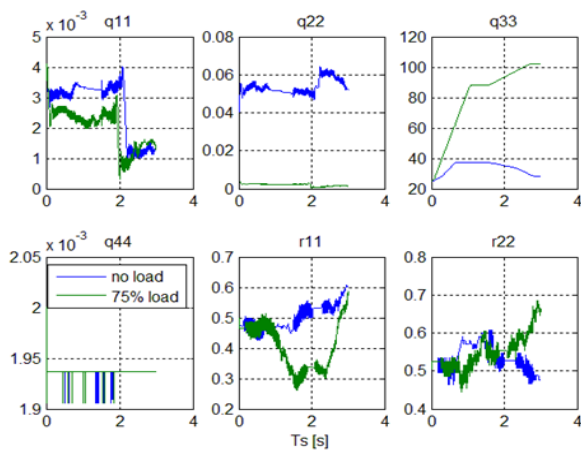 x 10⁻³ q11 q22 q33
5 0.08 120
4 0.06 100
3 0.04 80
2 60
1 0.02 40
0 0 20
0 2 4 0 2 4 0 2 4
x 10⁻³ q44 r11 r22
2.05 0.7 0.8
no load
75% load
2 0.6 0.7
0.5 0.6
1.95 0.4
0.3 0.5
1.9 0.2 0.4
0 2 4 0 2 4 0 2 4
Ts [s]